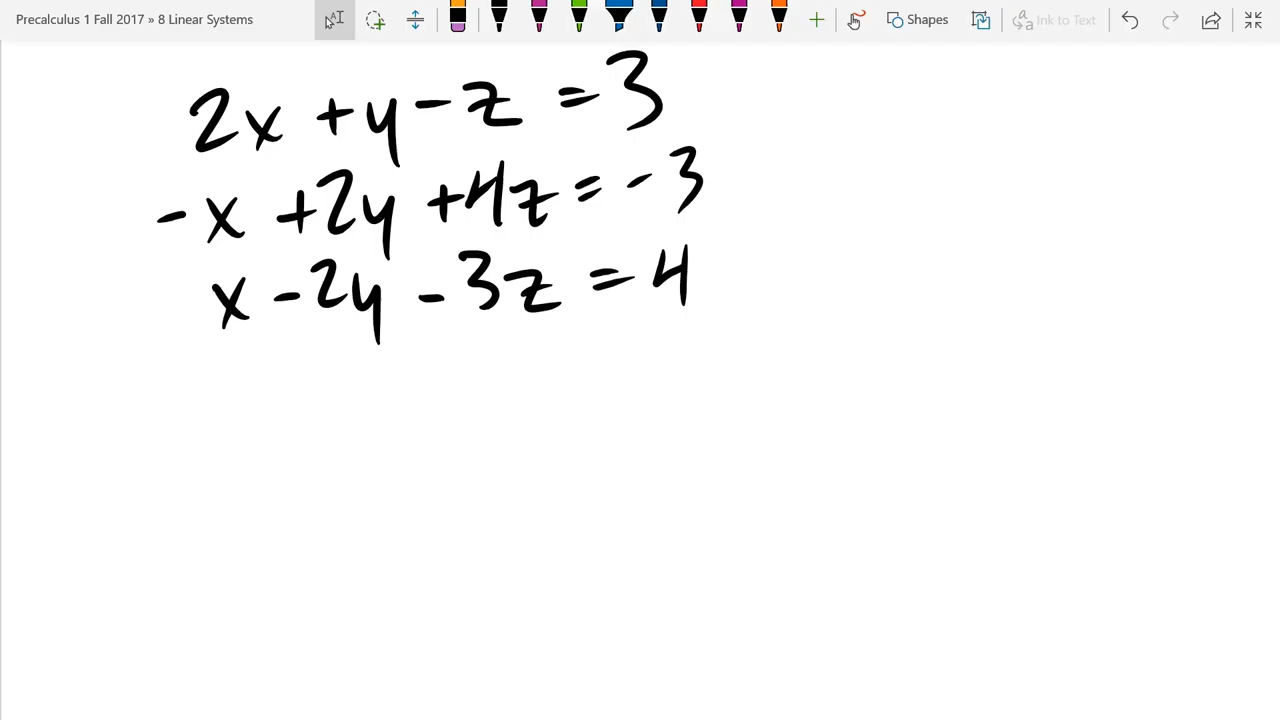 Precalculus 1 Fall 2017 » 8 Linear Systems
Shapes
Ink to Text
2x + y - z = 3
-x + 2y + 4z = -3
x - 2y - 3z = 4